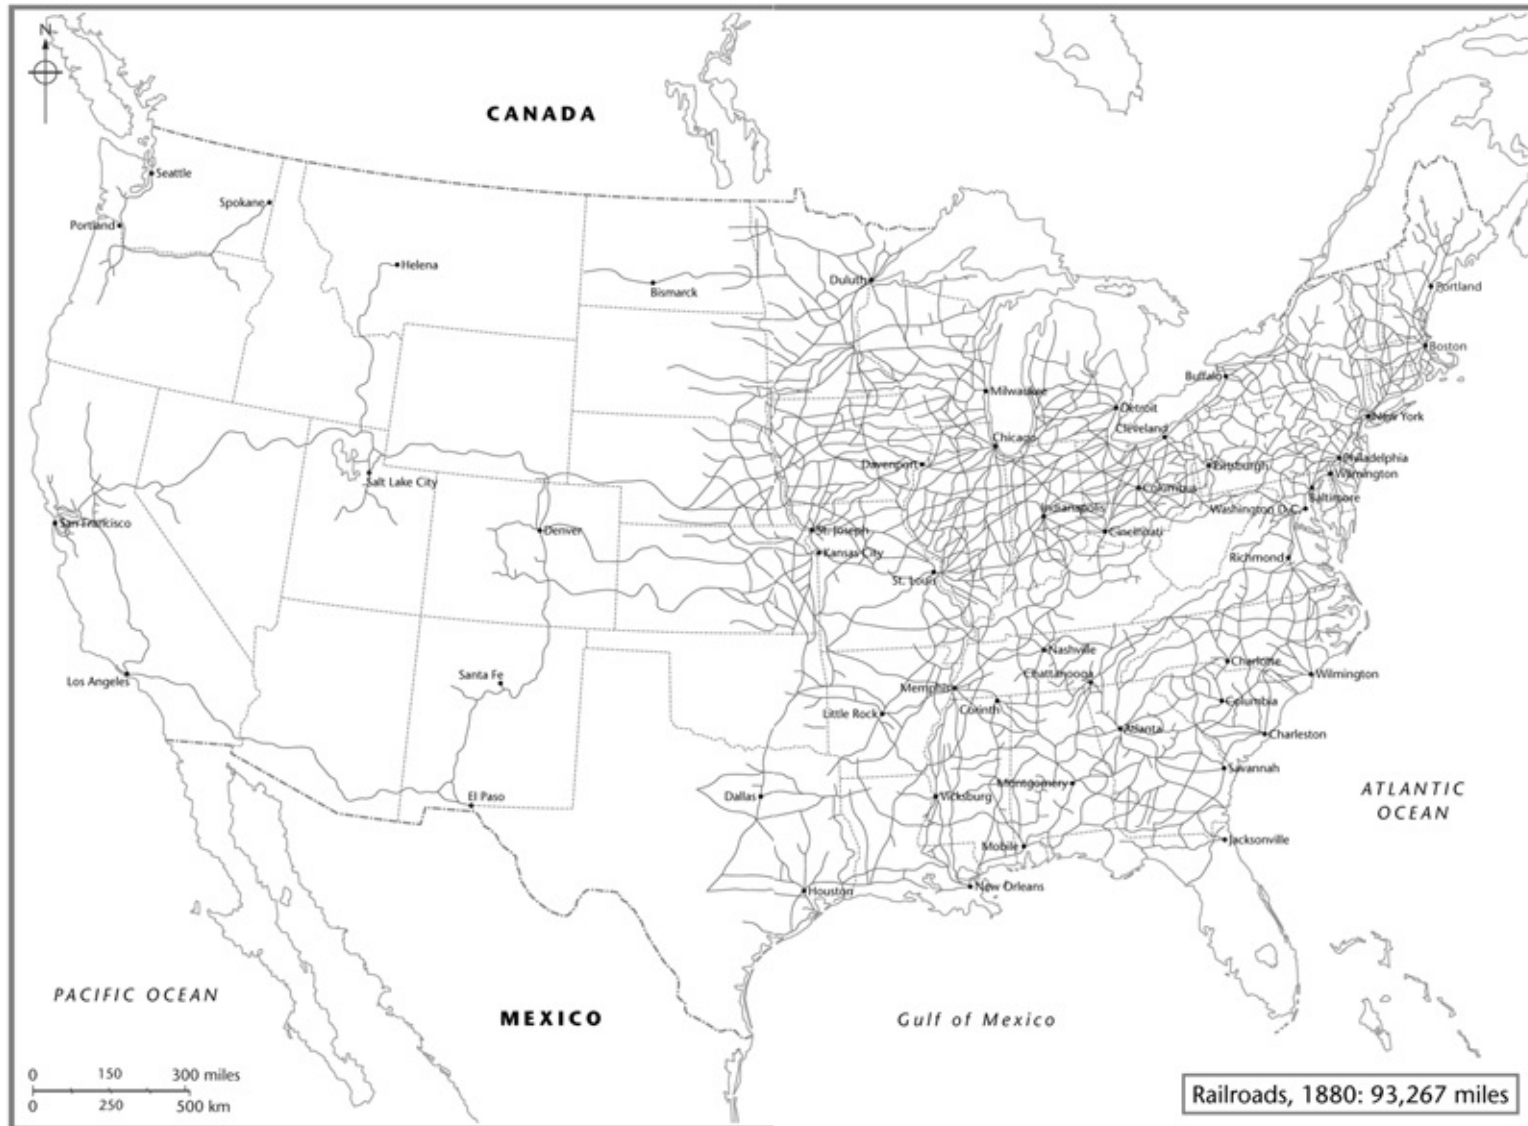 N
CANADA
Seattle
Spokane
Portland
Helena
Bismarck
Duluth
Portland
Boston
Buffalo
Milwaukee
Detroit
New York
Cleveland
Chicago
Davenport
Pittsburgh
Philadelphia
Wilmington
Salt Lake City
Columbus
Baltimore
Washington D.C.
Indianapolis
San Francisco
Denver
St. Joseph
Cincinnati
Kansas City
Richmond
St. Louis
Nashville
Charlotte
Los Angeles
Santa Fe
Chattanooga
Wilmington
Memphis
Corinth
Columbia
Little Rock
Atlanta
Charleston
Savannah
Montgomery
El Paso
Dallas
Vicksburg
ATLANTIC
OCEAN
Mobile
Jacksonville
Houston
New Orleans
PACIFIC OCEAN
MEXICO
Gulf of Mexico
0 150 300 miles
0 250 500 km
Railroads, 1880: 93,267 miles